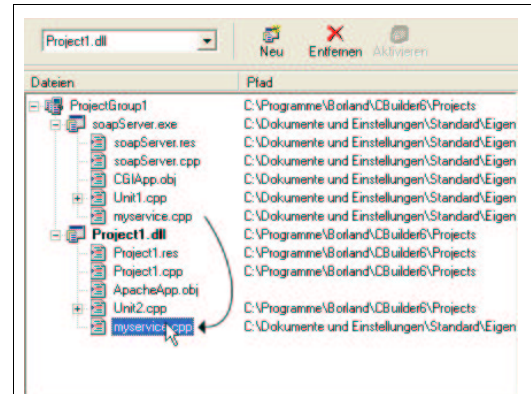 Project1.dll
Neu Entfernen Aktivieren
Dateien Pfad
ProjectGroup1 C:\Programme\Borland\CBuilder6\Projects
soapServer.exe C:\Dokumente und Einstellungen\Standard\Eigen
soapServer.res C:\Dokumente und Einstellungen\Standard\Eigen
soapServer.cpp C:\Dokumente und Einstellungen\Standard\Eigen
CGIApp.obj C:\Dokumente und Einstellungen\Standard\Eigen
Unit1.cpp C:\Dokumente und Einstellungen\Standard\Eigen
myservice.cpp C:\Dokumente und Einstellungen\Standard\Eigen
Project1.dll C:\Programme\Borland\CBuilder6\Projects
Project1.res C:\Programme\Borland\CBuilder6\Projects
Project1.cpp C:\Programme\Borland\CBuilder6\Projects
ApacheApp.obj
Unit2.cpp C:\Programme\Borland\CBuilder6\Projects
myservice.cpp C:\Dokumente und Einstellungen\Standard\Eigen